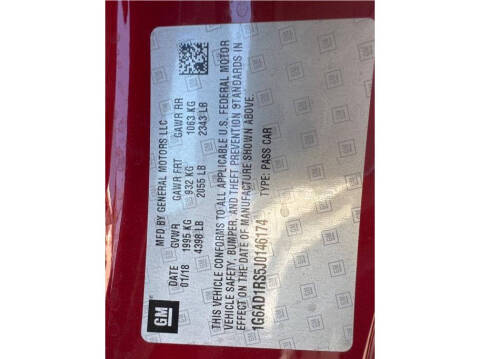 GM
MFD BY GENERAL MOTORS LLC
DATE GVWR GAWR FRT GAWR RR
01/18 1995 KG 932 KG 1063 KG
4398 LB 2055 LB 2343 LB
THIS VEHICLE CONFORMS TO ALL APPLICABLE U.S. FEDERAL MOTOR
VEHICLE SAFETY, BUMPER, AND THEFT PREVENTION STANDARDS IN
EFFECT ON THE DATE OF MANUFACTURE SHOWN ABOVE.
1G6AD1RS5J0146174 TYPE: PASS CAR